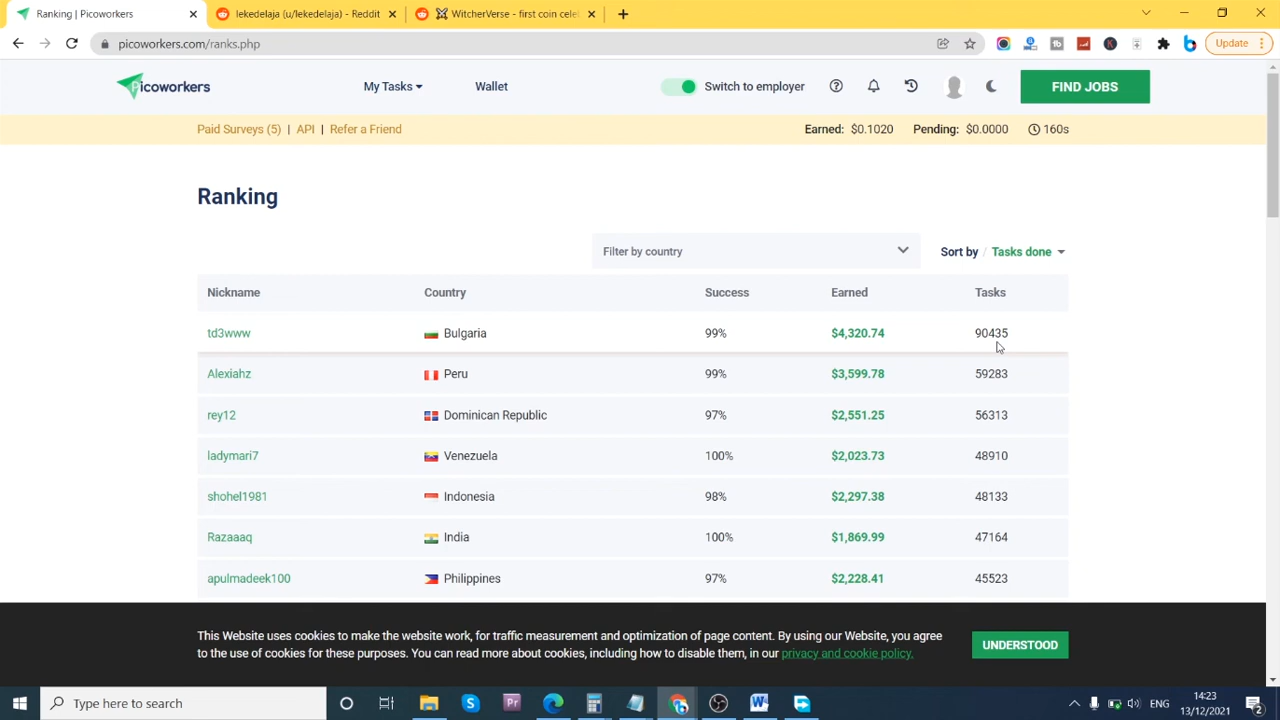 Ranking | Picoworkers
lekedelaja (u/lekedelaja) - Reddit
WitcherVerse - first coin cele
picoworkers.com/ranks.php
Update
Picoworkers
My Tasks
Wallet
Switch to employer
FIND JOBS
Paid Surveys (5) | API | Refer a Friend
Earned: $0.1020 Pending: $0.0000 160s
Ranking
Filter by country
Sort by / Tasks done
Nickname Country Success Earned Tasks
td3www Bulgaria 99% $4,320.74 90435
Alexiahz Peru 99% $3,599.78 59283
rey12 Dominican Republic 97% $2,551.25 56313
ladymari7 Venezuela 100% $2,023.73 48910
shohel1981 Indonesia 98% $2,297.38 48133
Razaaaq India 100% $1,869.99 47164
apulmadeek100 Philippines 97% $2,228.41 45523
This Website uses cookies to make the website work, for traffic measurement and optimization of page content. By using our Website, you agree
to the use of cookie for these purposes. You can read more about cookies, including how to disable them, in our privacy and cookie policy.
UNDERSTOOD
Type here to search
ENG
14:23
13/12/2021
2